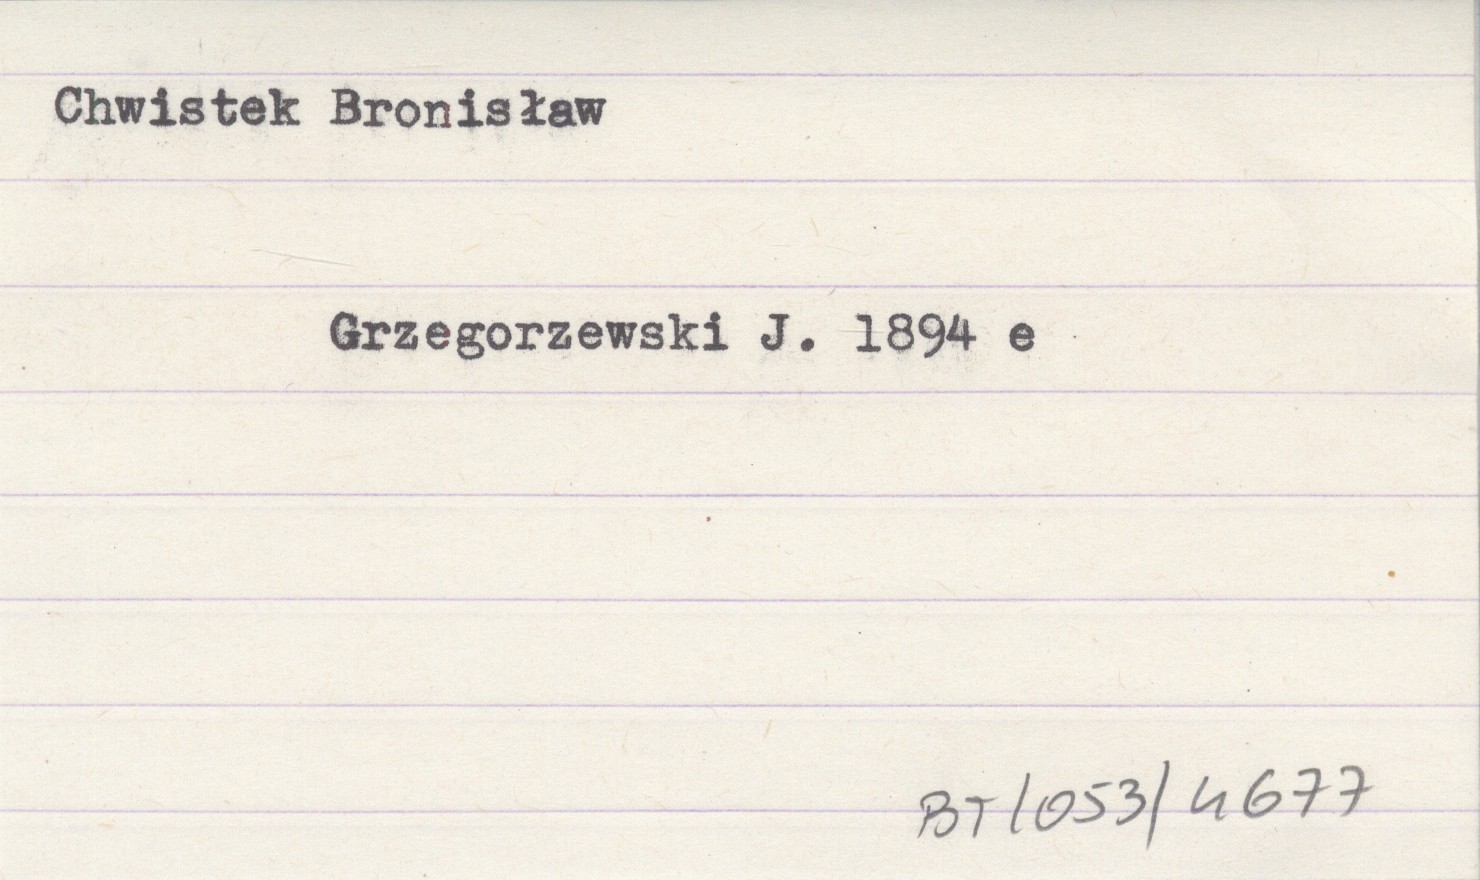 Chwistek Bronisław
Grzegorzewski J. 1894 e
BT/053/4677